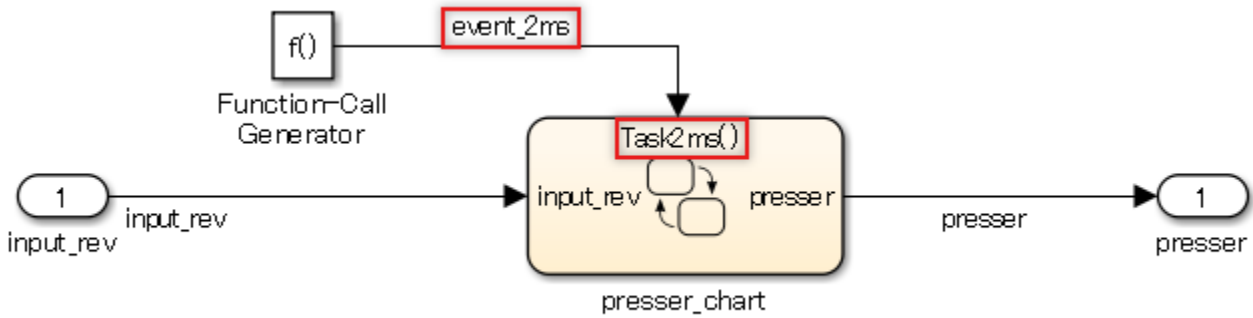 event_2ms
f()
Function-Call
Generator
Task2ms()
1
input_rev
input_rev
input_rev
presser
presser
1
presser
presser_chart